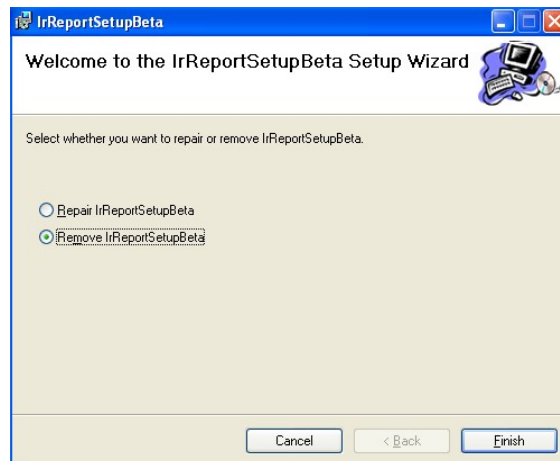 IrReportSetupBeta
Welcome to the IrReportSetupBeta Setup Wizard
Select whether you want to repair or remove IrReportSetupBeta.
Repair IrReportSetupBeta
Remove IrReportSetupBeta
Cancel
< Back
Finish